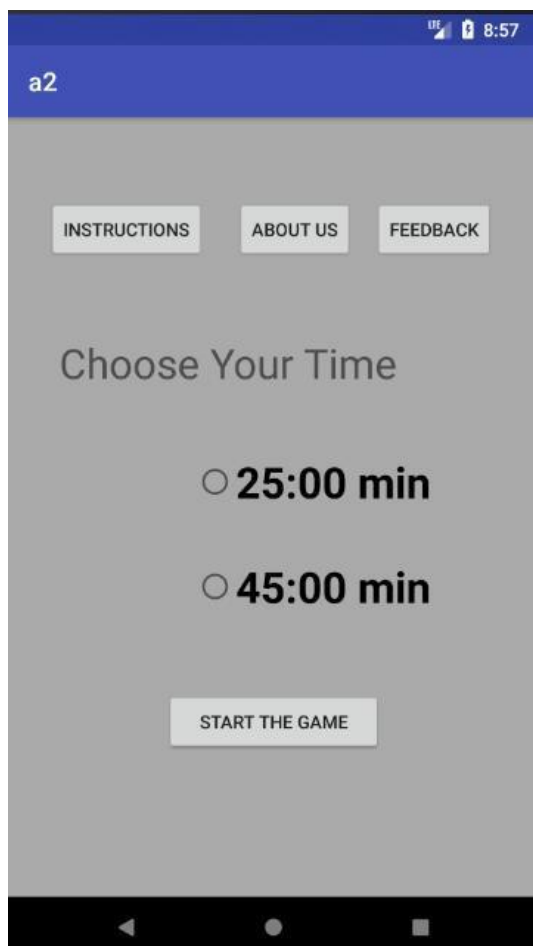 LTE 8:57
a2
INSTRUCTIONS ABOUT US FEEDBACK
Choose Your Time
25:00 min
45:00 min
START THE GAME